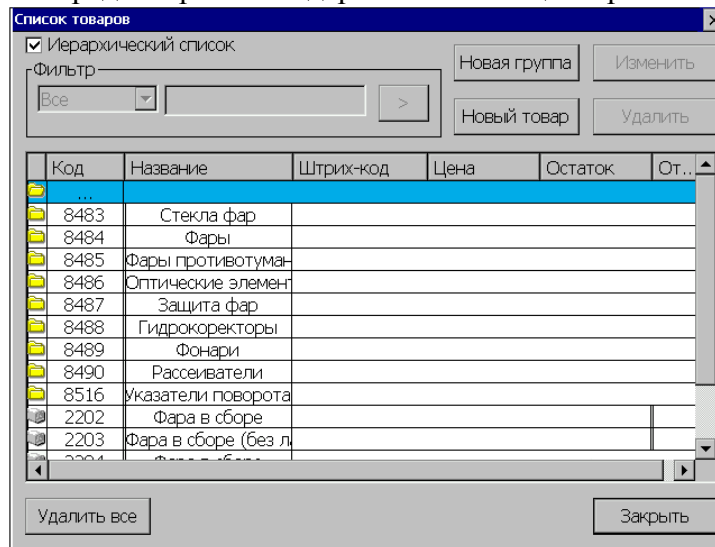 Список товаров
Иерархический список
Фильтр
Все
>
Новая группа
Изменить
Новый товар
Удалить
Код Название Штрих-код Цена Остаток От..
...
8483 Стекла фар
8484 Фары
8485 Фары противотуман
8486 Оптические элемент
8487 Защита фар
8488 Гидрокоректоры
8489 Фонари
8490 Рассеиватели
8516 Указатели поворота
2202 Фара в сборе
2203 Фара в сборе (без л
Удалить все
Закрыть